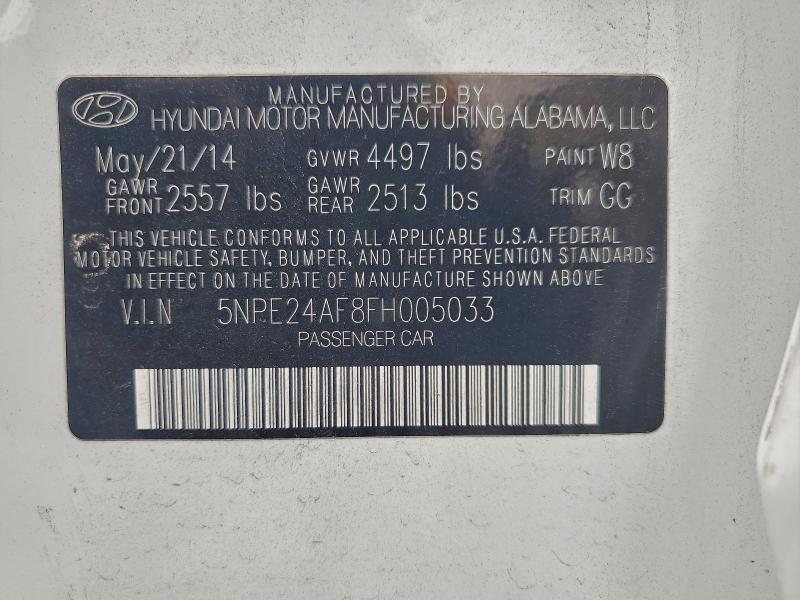 MANUFACTURED BY
HYUNDAI MOTOR MANUFACTURING ALABAMA, LLC
May/21/14 GVWR 4497 lbs PAINT W8
GAWR FRONT 2557 lbs GAWR REAR 2513 lbs TRIM GG
THIS VEHICLE CONFORMS TO ALL APPLICABLE U.S.A. FEDERAL
MOTOR VEHICLE SAFETY, BUMPER, AND THEFT PREVENTION STANDARDS
IN EFFECT ON THE DATE OF MANUFACTURE SHOWN ABOVE
V.I.N 5NPE24AF8FH005033
PASSENGER CAR